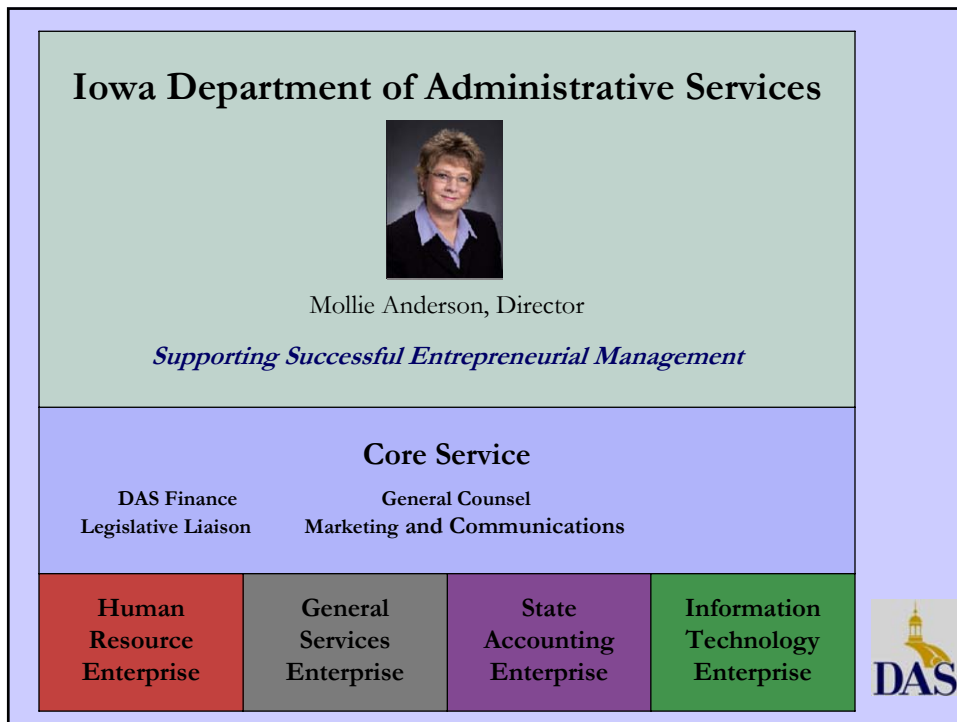 Iowa Department of Administrative Services
Mollie Anderson, Director
Supporting Successful Entrepreneurial Management
Core Service
DAS Finance General Counsel
Legislative Liaison Marketing and Communications
Human
Resource
Enterprise
General
Services
Enterprise
State
Accounting
Enterprise
Information
Technology
Enterprise
DAS